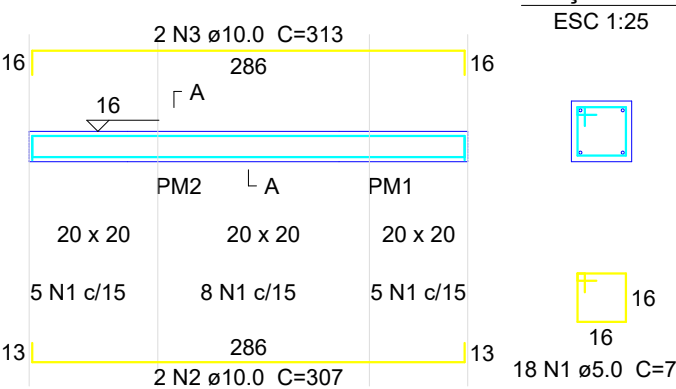 2 N3 ø10.0 C=313
16
286
16
A
16
PM2
A
PM1
20 x 20
20 x 20
20 x 20
5 N1 c/15
8 N1 c/15
5 N1 c/15
13
286
13
2 N2 ø10.0 C=307
ESC 1:25
16
16
18 N1 ø5.0 C=7